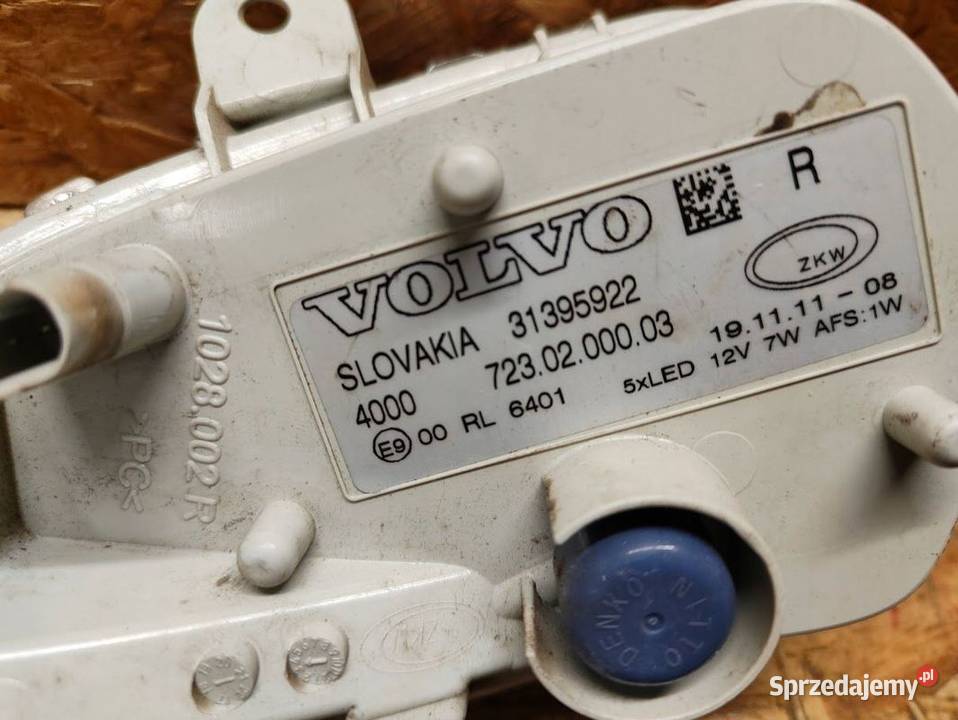 R
VOLVO
ZKW
SLOVAKIA 31395922
4000 723.02.000.03 19.11.11-08
E9 00 RL 6401 5xLED 12V 7W AFS:1W
1028.002 R
>PC<
NITTO DENKO
Sprzedajemy.pl